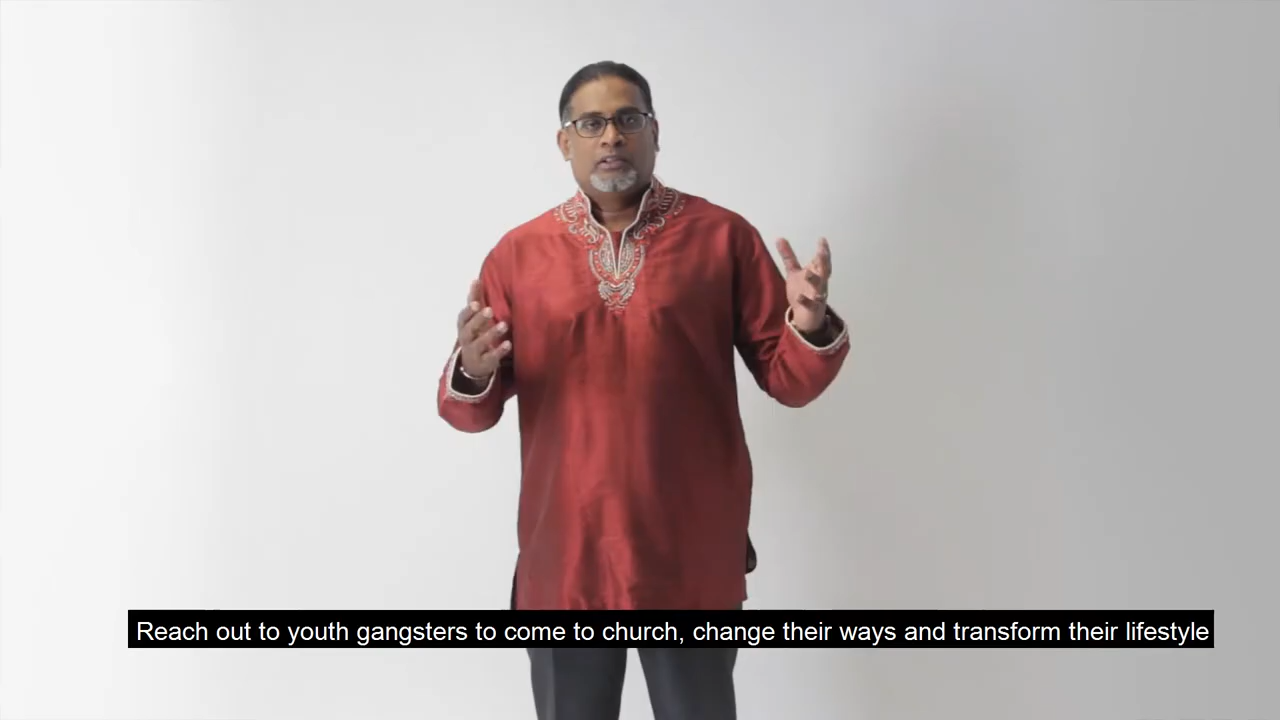 Reach out to youth gangsters to come to church, change their ways and transform their lifestyle